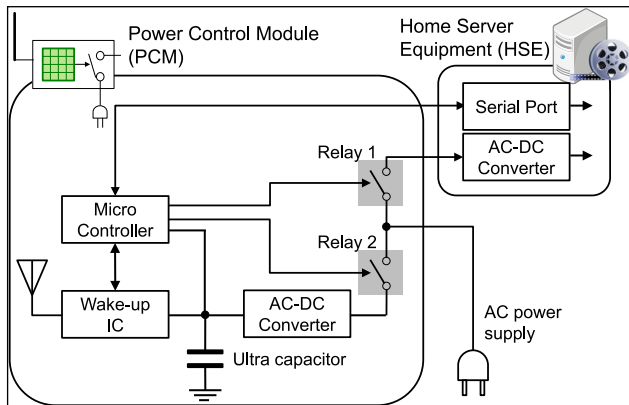 Power Control Module
(PCM)
Home Server
Equipment (HSE)
Serial Port
AC-DC
Converter
Relay 1
Micro
Controller
Relay 2
Wake-up
IC
AC-DC
Converter
Ultra capacitor
AC power
supply